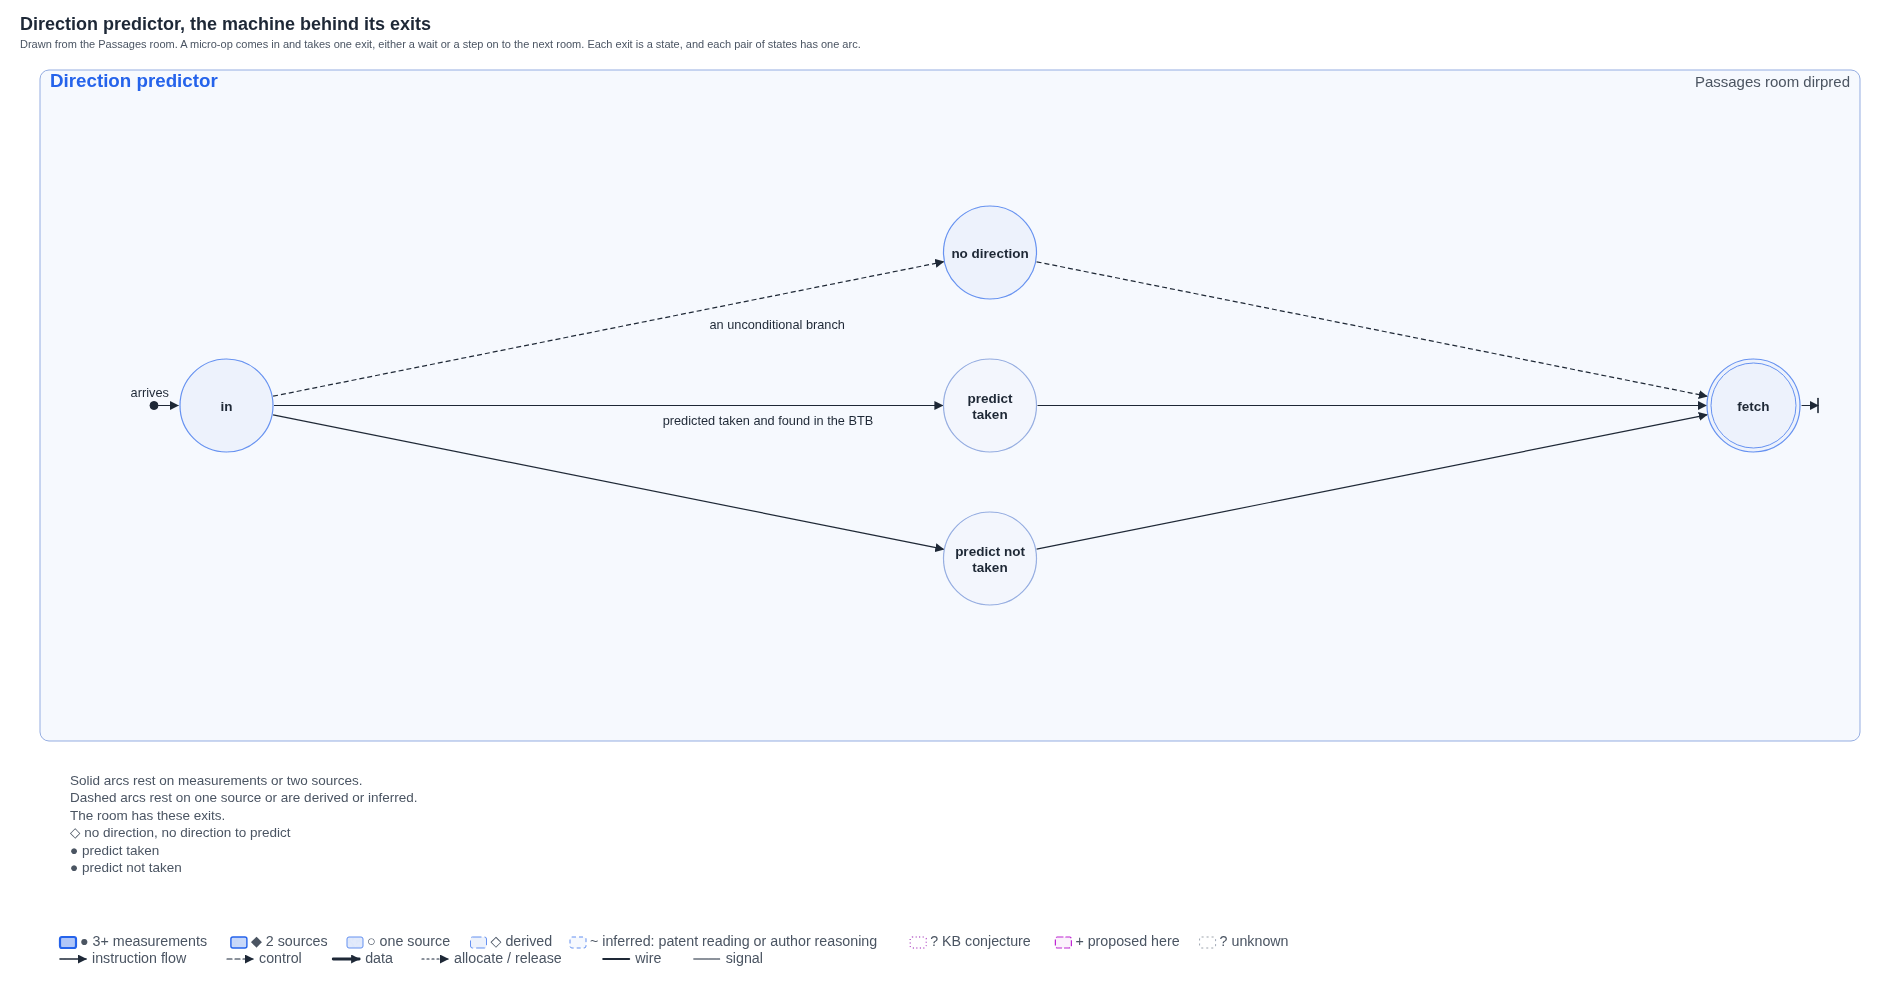 Direction predictor, the machine behind its exits
Drawn from the Passages room. A micro-op comes in and takes one exit, either a wait or a step on to the next room. Each exit is a state, and each pair of states has one arc.
Direction predictor
Passages room dirpred
no direction
an unconditional branch
arrives
in
predict
taken
fetch
predicted taken and found in the BTB
predict not
taken
Solid arcs rest on measurements or two sources.
Dashed arcs rest on one source or are derived or inferred.
The room has these exits.
◇ no direction, no direction to predict
● predict taken
● predict not taken
● 3+ measurements ◆ 2 sources ○ one source ◇ derived ~ inferred: patent reading or author reasoning ? KB conjecture + proposed here ? unknown
instruction flow control data allocate / release wire signal